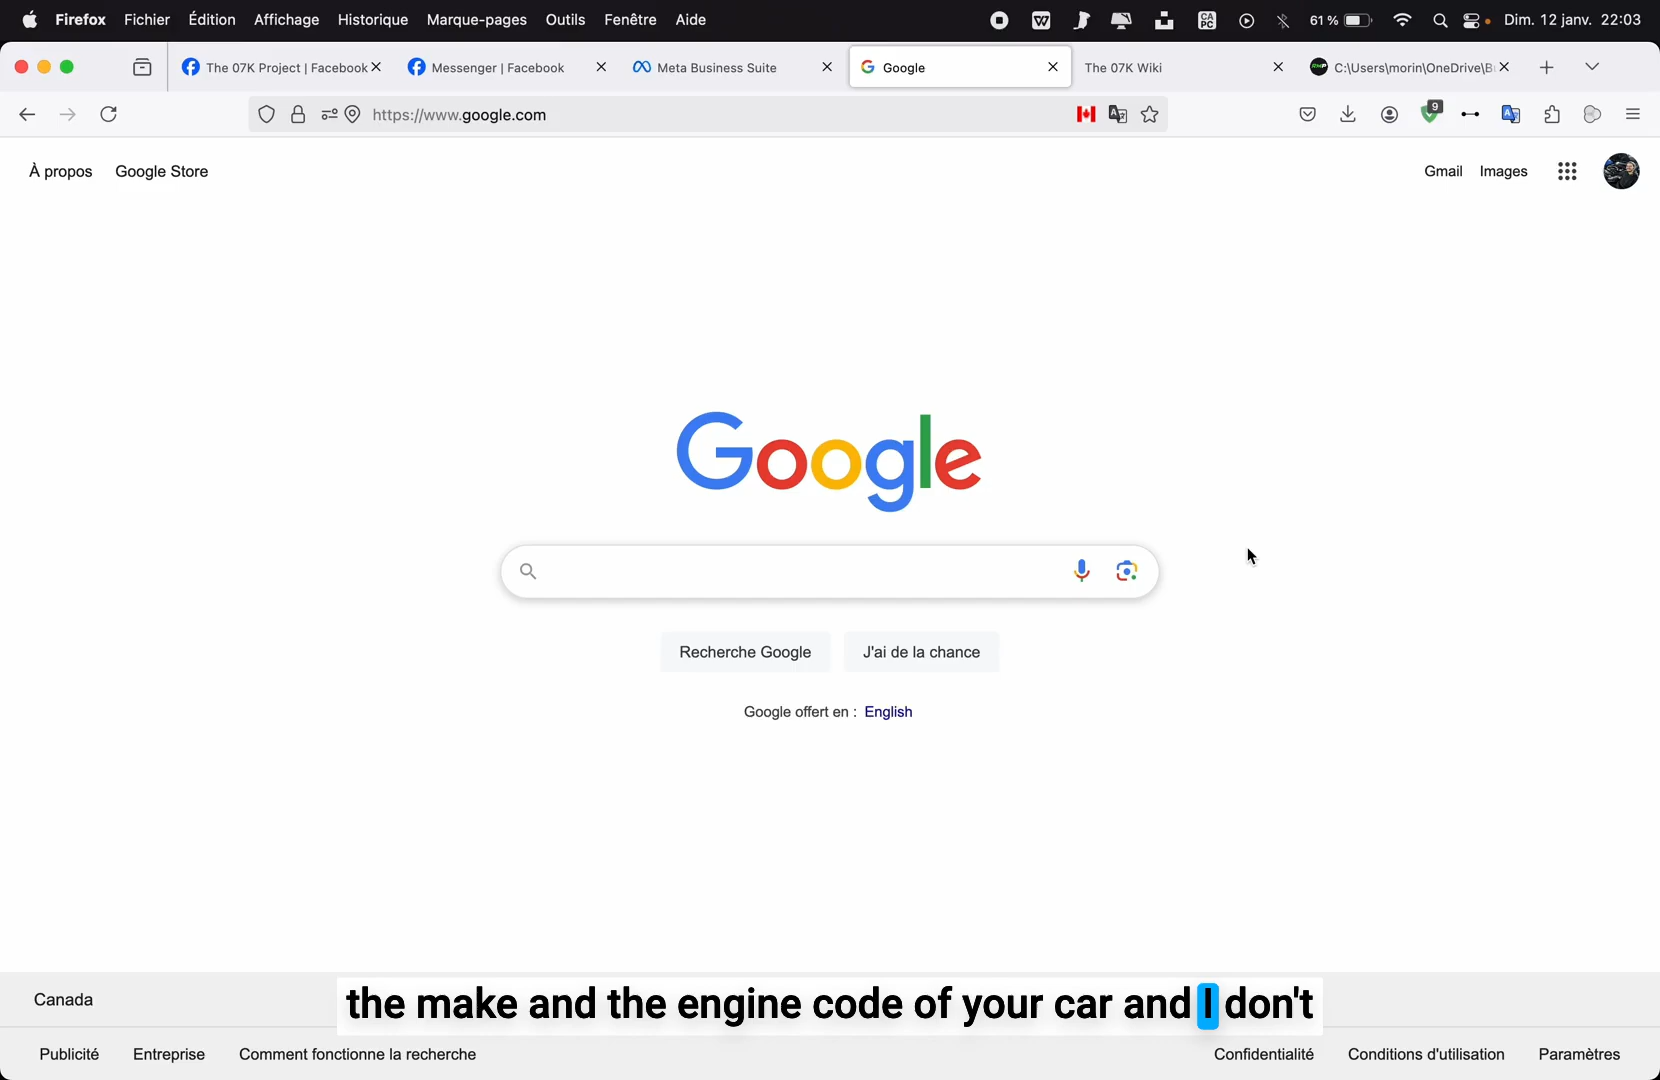 Firefox Fichier Édition Affichage Historique Marque-pages Outils Fenêtre Aide CA PC 61 % Dim. 12 janv. 22:03
The 07K Project | Facebook Messenger | Facebook Meta Business Suite Google The 07K Wiki C:\Users\morin\OneDrive\B
https://www.google.com 9
À propos Google Store Gmail Images
Google
Recherche Google J'ai de la chance
Google offert en : English
Canada
the make and the engine code of your car and I don't
Publicité Entreprise Comment fonctionne la recherche Confidentialité Conditions d'utilisation Paramètres